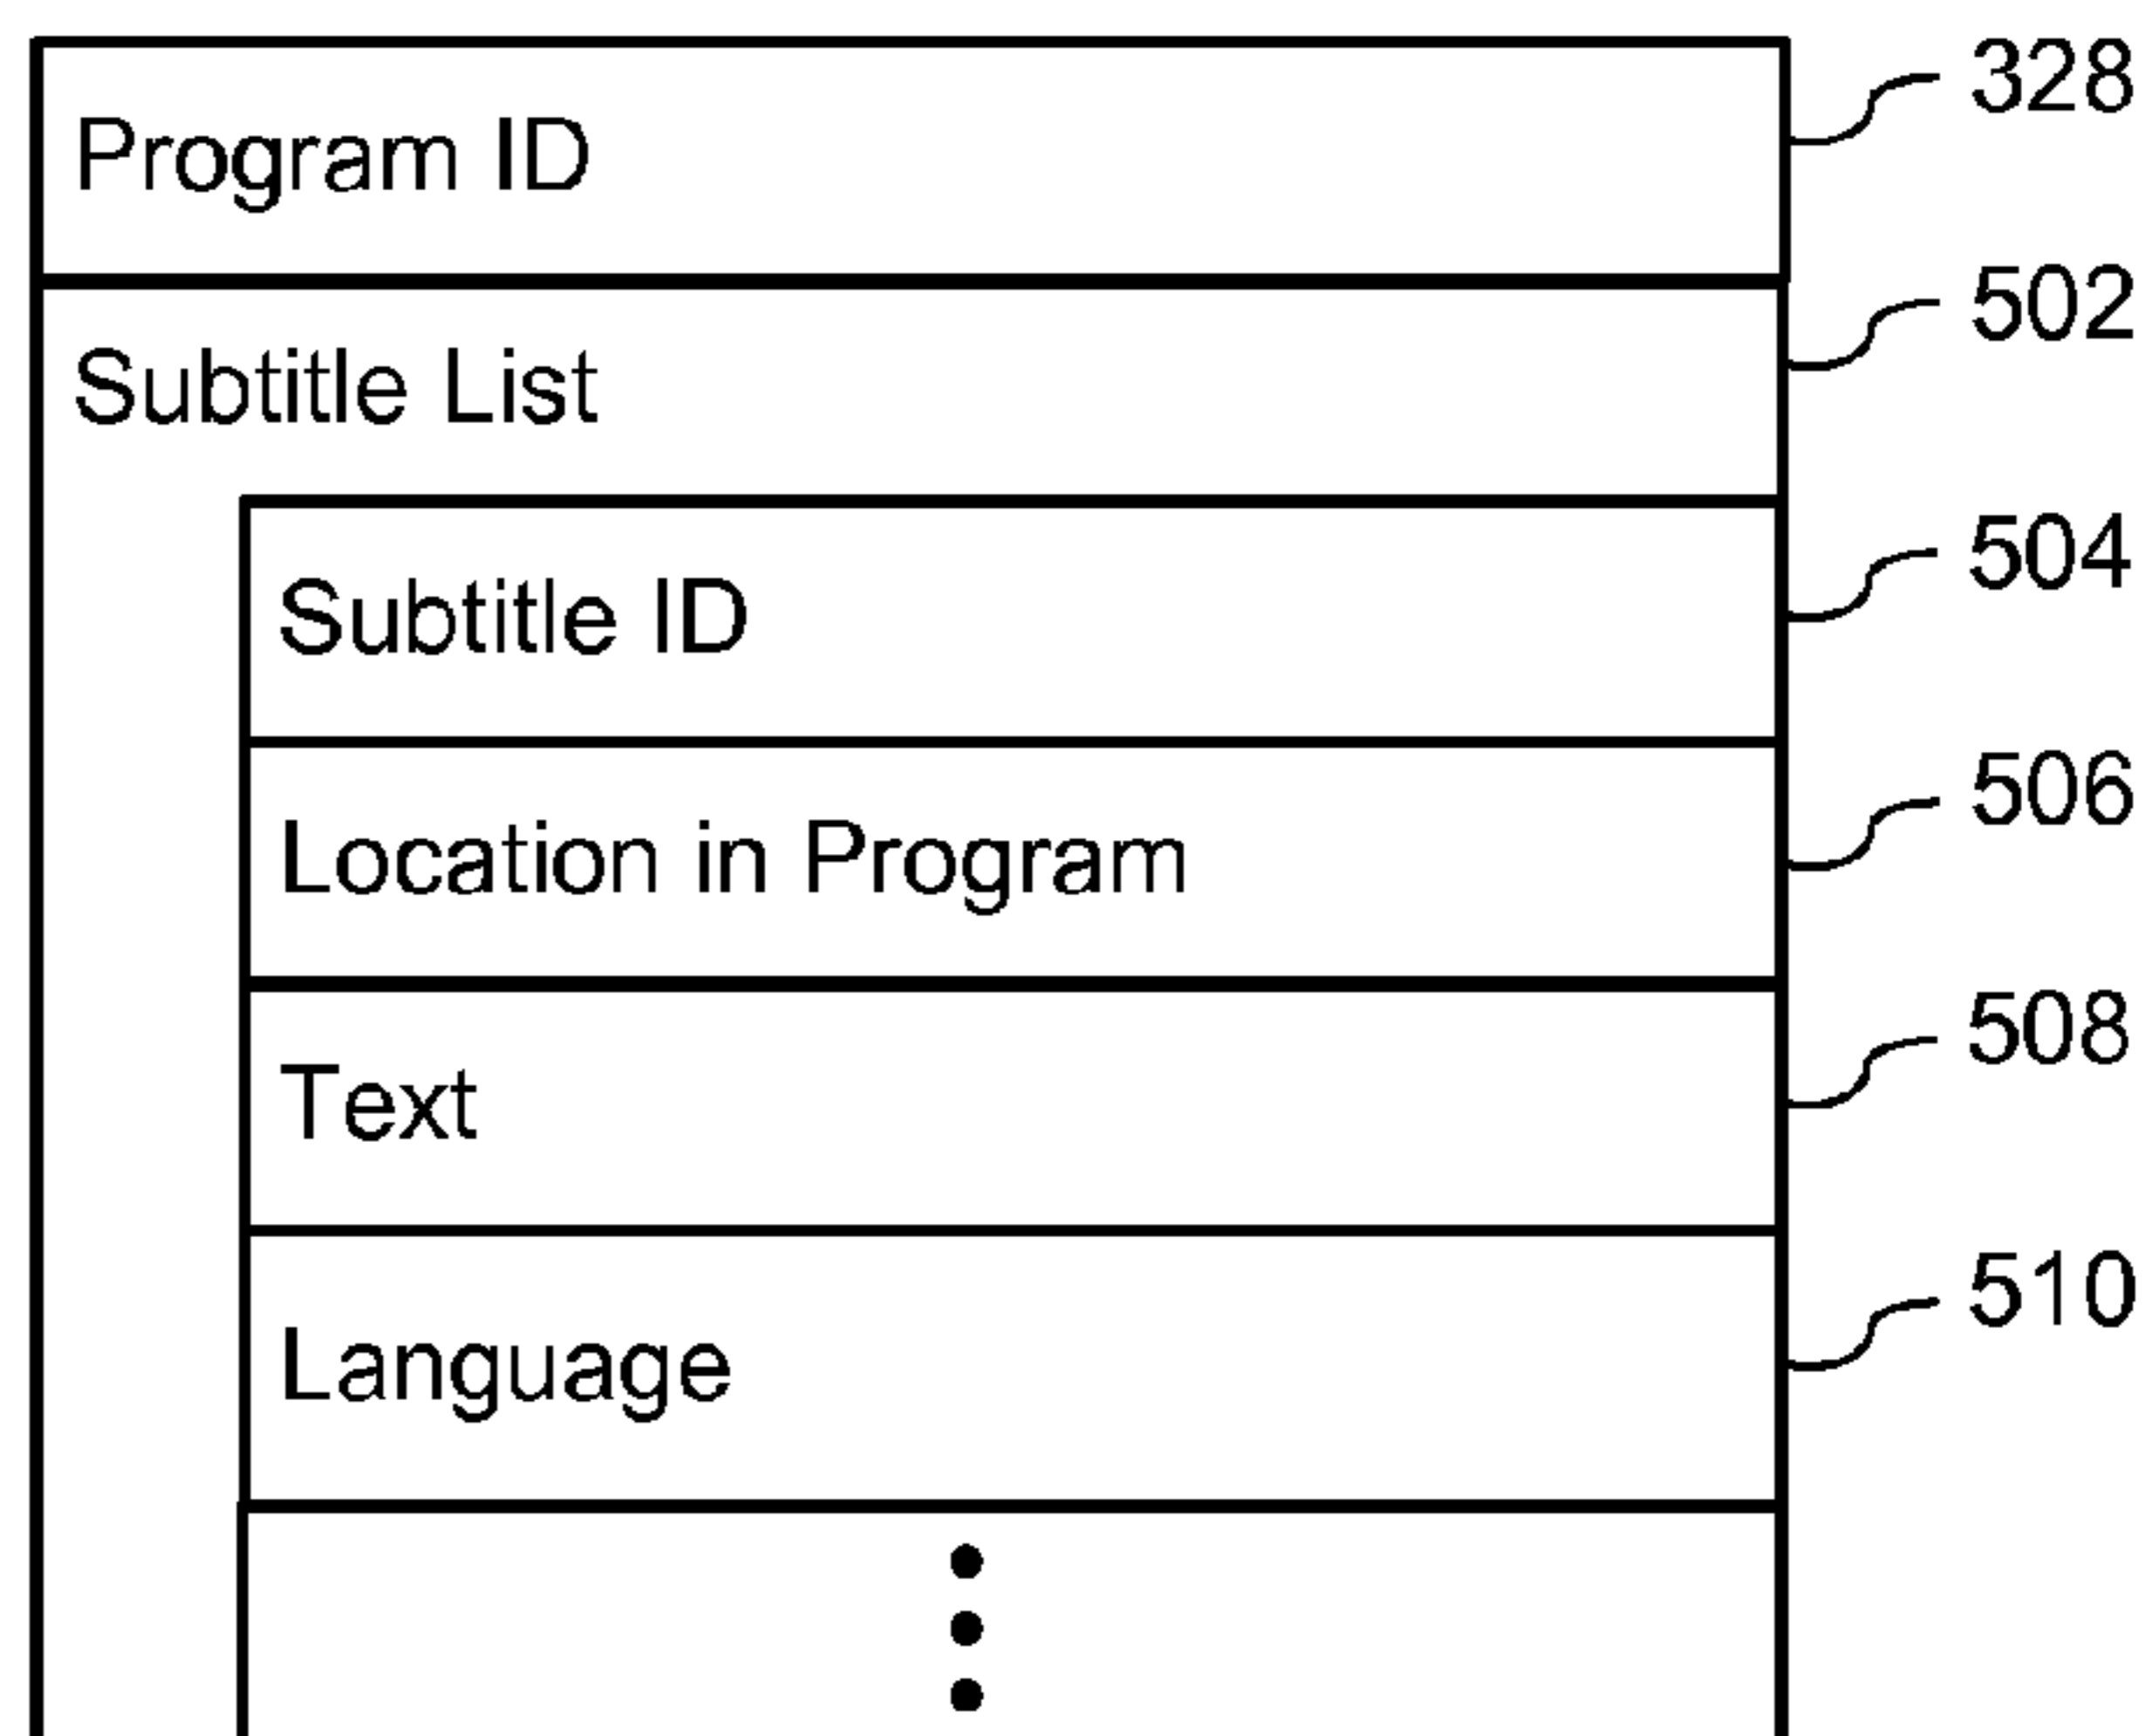 Program ID 328
Subtitle List 502
Subtitle ID 504
Location in Program 506
Text 508
Language 510